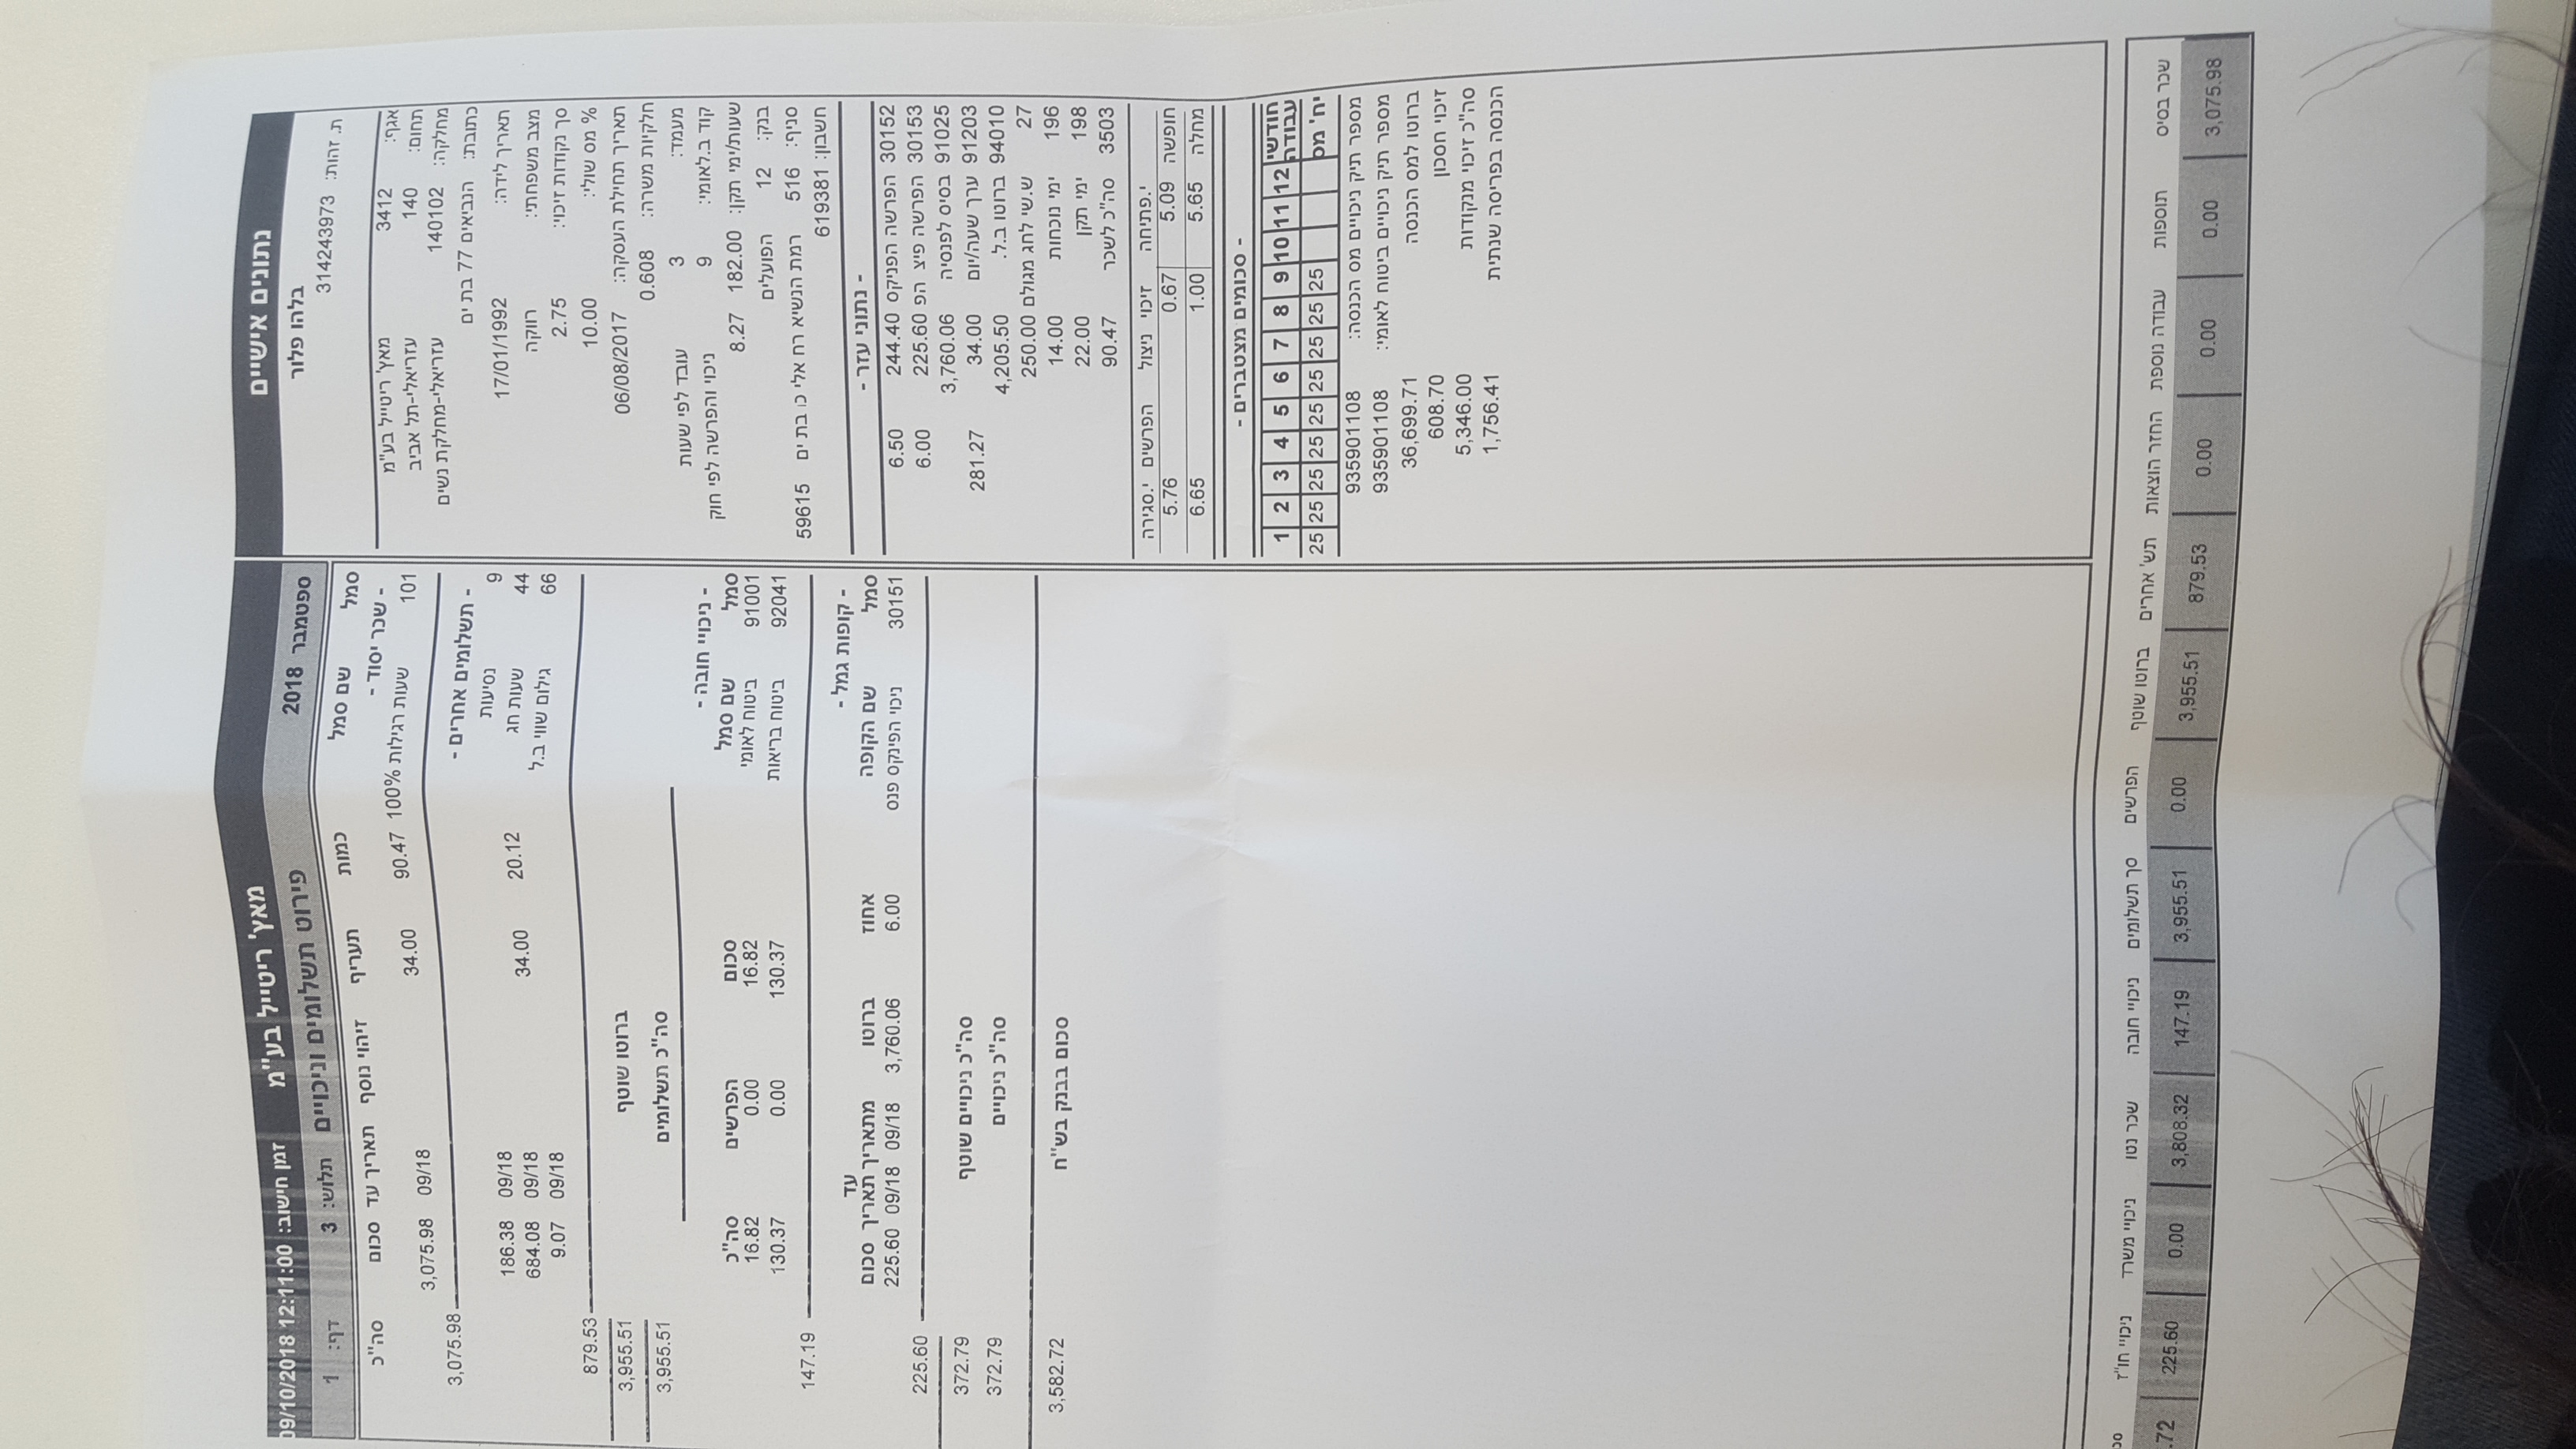 נתונים אישיים
בלהו פלור
ת. זהות: 314243973
אגף: 3412 מאץ' ריטייל בע"מ
תחום: 140 עזריאלי-תל אביב
מחלקה: 140102 עזריאלי-מחלקת נשים
כתובת: הנביאים 77 בת ים
תאריך לידה: 17/01/1992
מצב משפחתי: רווקה
סך נקודות זיכוי: 2.75
% מס שולי: 10.00
תאריך תחילת העסקה: 06/08/2017
חלקיות משרה: 0.608
מעמד: 3 עובד לפי שעות
קוד ב.לאומי: 9 ניכוי והפרשה לפי חוק
שעות/ימי תקן: 182.00 8.27
בנק: 12 הפועלים
סניף: 516 רמת הנשיא רח אלי כ בת ים 59615
חשבון: 619381
- נתוני עזר -
30152 הפרשה הפניקס 244.40 6.50
30153 הפרשה פיצ הפ 225.60 6.00
91025 בסיס לפנסיה 3,760.06
91203 ערך שעה/יום 34.00 281.27
94010 ברוטו ב.ל. 4,205.50
27 ש.שי לחג מגולם 250.00
196 ימי נוכחות 14.00
198 ימי תקן 22.00
3503 סה"כ לשכר 90.47
י.פתיחה זיכוי ניצול הפרשים י.סגירה
חופשה 5.09 0.67 5.76
מחלה 5.65 1.00 6.65
- סכומים מצטברים -
חודשי עבודה 12 11 10 9 8 7 6 5 4 3 2 1
יח' מס 25 25 25 25 25 25 25 25 25
מספר תיק ניכויים מס הכנסה: 935901108
מספר תיק ניכויים ביטוח לאומי: 935901108
ברוטו למס הכנסה 36,699.71
זיכוי חסכון 608.70
סה"כ זיכוי מנקודות 5,346.00
הכנסה בפריסה שנתית 1,756.41
מאץ' ריטייל בע"מ זמן חישוב: 09/10/2018 12:11:00
ספטמבר 2018 פירוט תשלומים וניכויים תלוש: 3 דף: 1
סמל שם סמל כמות תעריף זיהוי נוסף תאריך עד סכום סה"כ
- שכר יסוד -
101 שעות רגילות 100% 90.47 34.00 09/18 3,075.98
3,075.98
- תשלומים אחרים -
9 נסיעות 09/18 186.38
44 שעות חג 20.12 34.00 09/18 684.08
66 גילום שווי ב.ל 09/18 9.07
879.53
ברוטו שוטף 3,955.51
סה"כ תשלומים 3,955.51
- ניכויי חובה -
סמל שם סמל סכום הפרשים סה"כ
91001 ביטוח לאומי 16.82 0.00 16.82
92041 ביטוח בריאות 130.37 0.00 130.37
147.19
- קופות גמל -
סמל שם הקופה אחוז ברוטו מתאריך עד תאריך סכום
30151 ניכוי הפינקס פנס 6.00 3,760.06 09/18 09/18 225.60
225.60
סה"כ ניכויים שוטף 372.79
סה"כ ניכויים 372.79
סכום בבנק בש"ח 3,582.72
שכר בסיס תוספות עבודה נוספת החזר הוצאות תש' אחרים ברוטו שוטף הפרשים סך תשלומים ניכויי חובה שכר נטו ניכויי משרד ניכויי חו"ז
3,075.98 0.00 0.00 0.00 879.53 3,955.51 0.00 3,955.51 147.19 3,808.32 0.00 225.60 .72